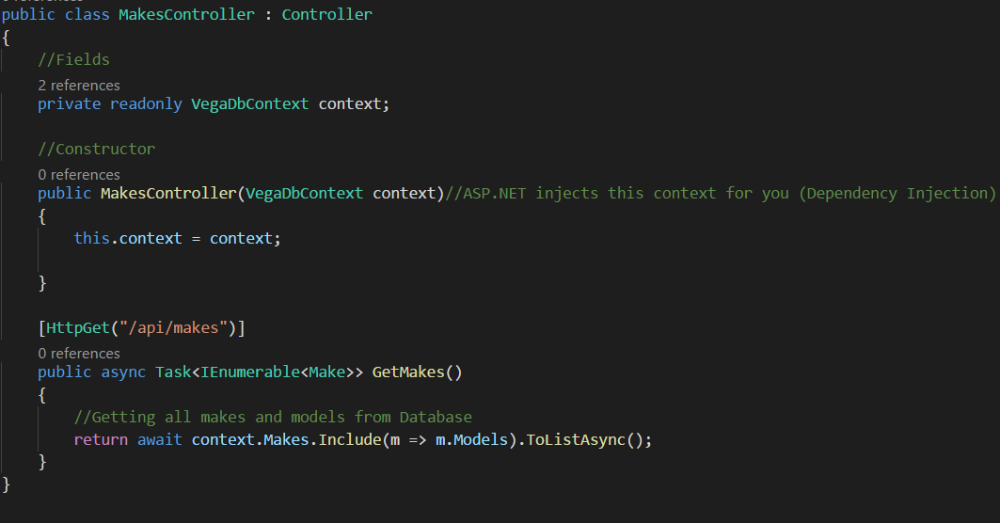 0 references
public class MakesController : Controller
{
//Fields
2 references
private readonly VegaDbContext context;
//Constructor
0 references
public MakesController(VegaDbContext context)//ASP.NET injects this context for you (Dependency Injection)
{
this.context = context;
}
[HttpGet("/api/makes")]
0 references
public async Task<IEnumerable<Make>> GetMakes()
{
//Getting all makes and models from Database
return await context.Makes.Include(m => m.Models).ToListAsync();
}
}